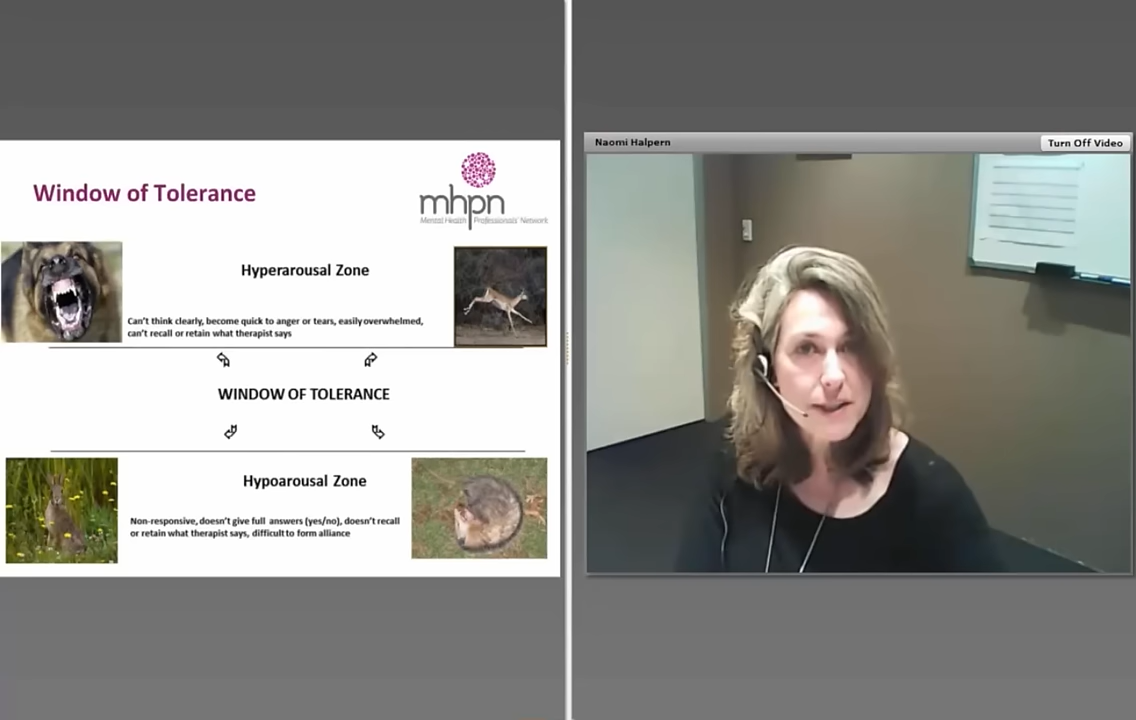 Window of Tolerance
mhpn
Mental Health Professionals' Network
Hyperarousal Zone
Can't think clearly, become quick to anger or tears, easily overwhelmed,
can't recall or retain what therapist says
WINDOW OF TOLERANCE
Hypoarousal Zone
Non-responsive, doesn't give full answers (yes/no), doesn't recall
or retain what therapist says, difficult to form alliance
Naomi Halpern
Turn Off Video